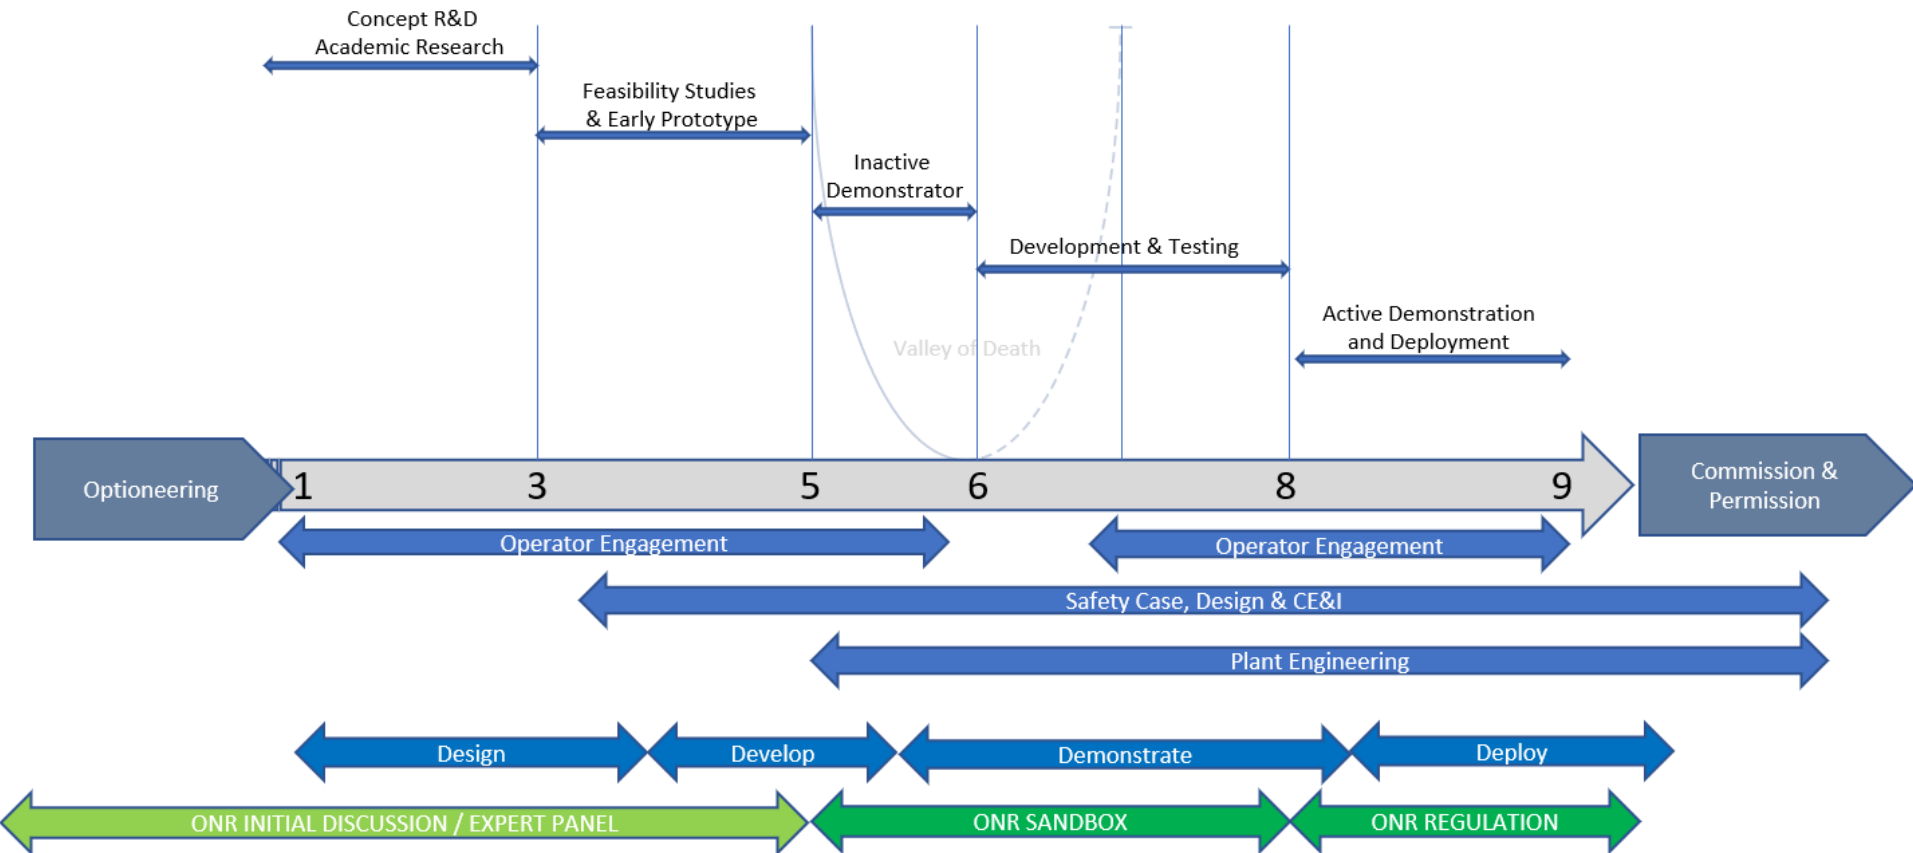 Concept R&D
Academic Research
Feasibility Studies
& Early Prototype
Inactive
Demonstrator
Development & Testing
Active Demonstration
and Deployment
Valley of Death
Optioneering
1 3 5 6 8 9
Commission &
Permission
Operator Engagement
Operator Engagement
Safety Case, Design & CE&I
Plant Engineering
Design
Develop
Demonstrate
Deploy
ONR INITIAL DISCUSSION / EXPERT PANEL
ONR SANDBOX
ONR REGULATION